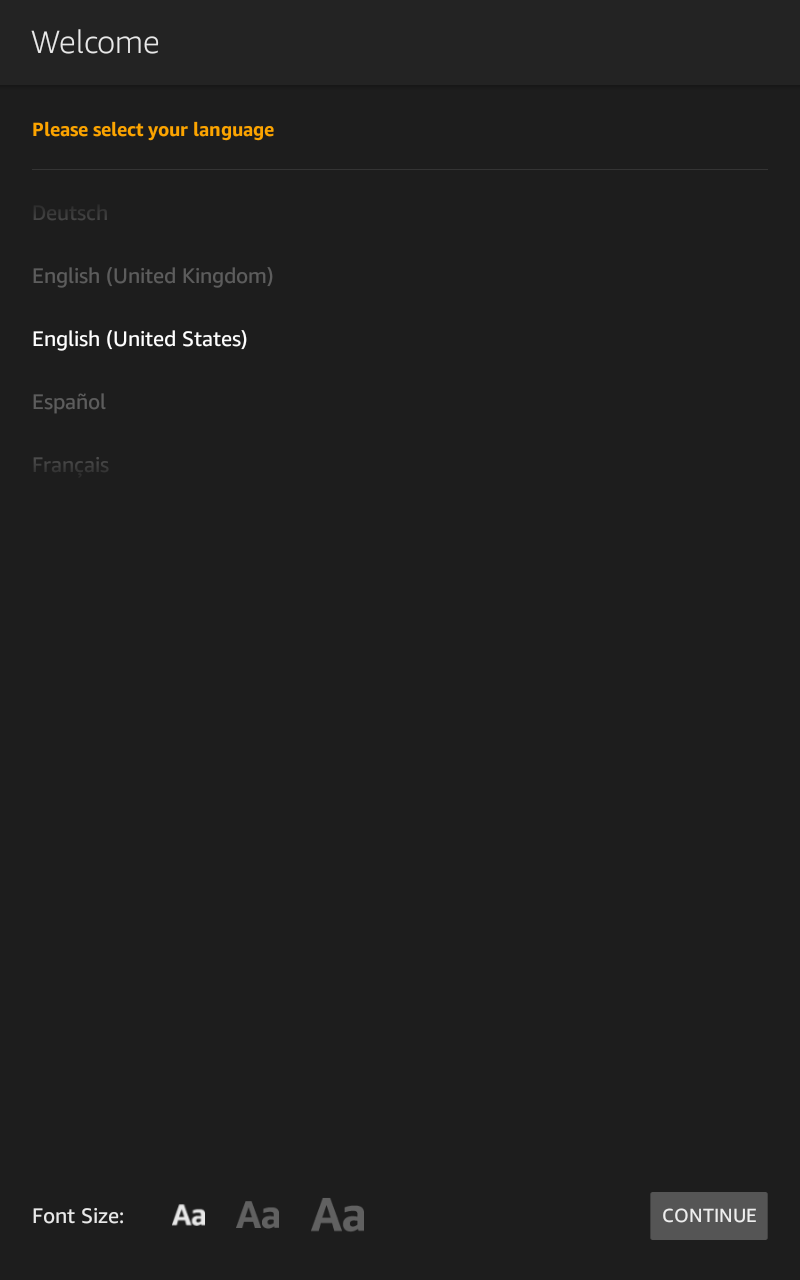 Welcome
Please select your language
Deutsch
English (United Kingdom)
English (United States)
Español
Français
Font Size: Aa Aa Aa CONTINUE